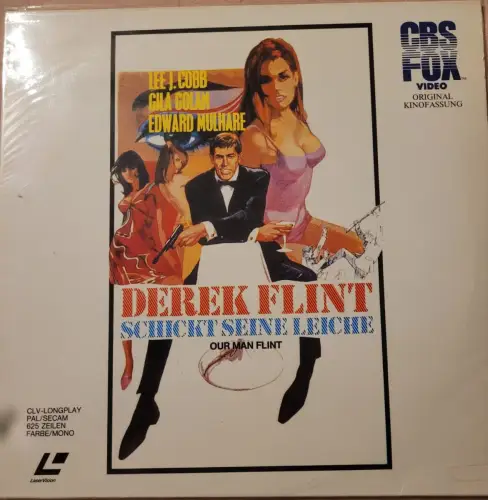 LEE J. COBB
GILA GOLAN
EDWARD MULHARE
CBS
FOX
VIDEO
ORIGINAL
KINOFASSUNG
DEREK FLINT
SCHICKT SEINE LEICHE
OUR MAN FLINT
CLV-LONGPLAY
PAL/SECAM
625 ZEILEN
FARBE/MONO
LaserVision